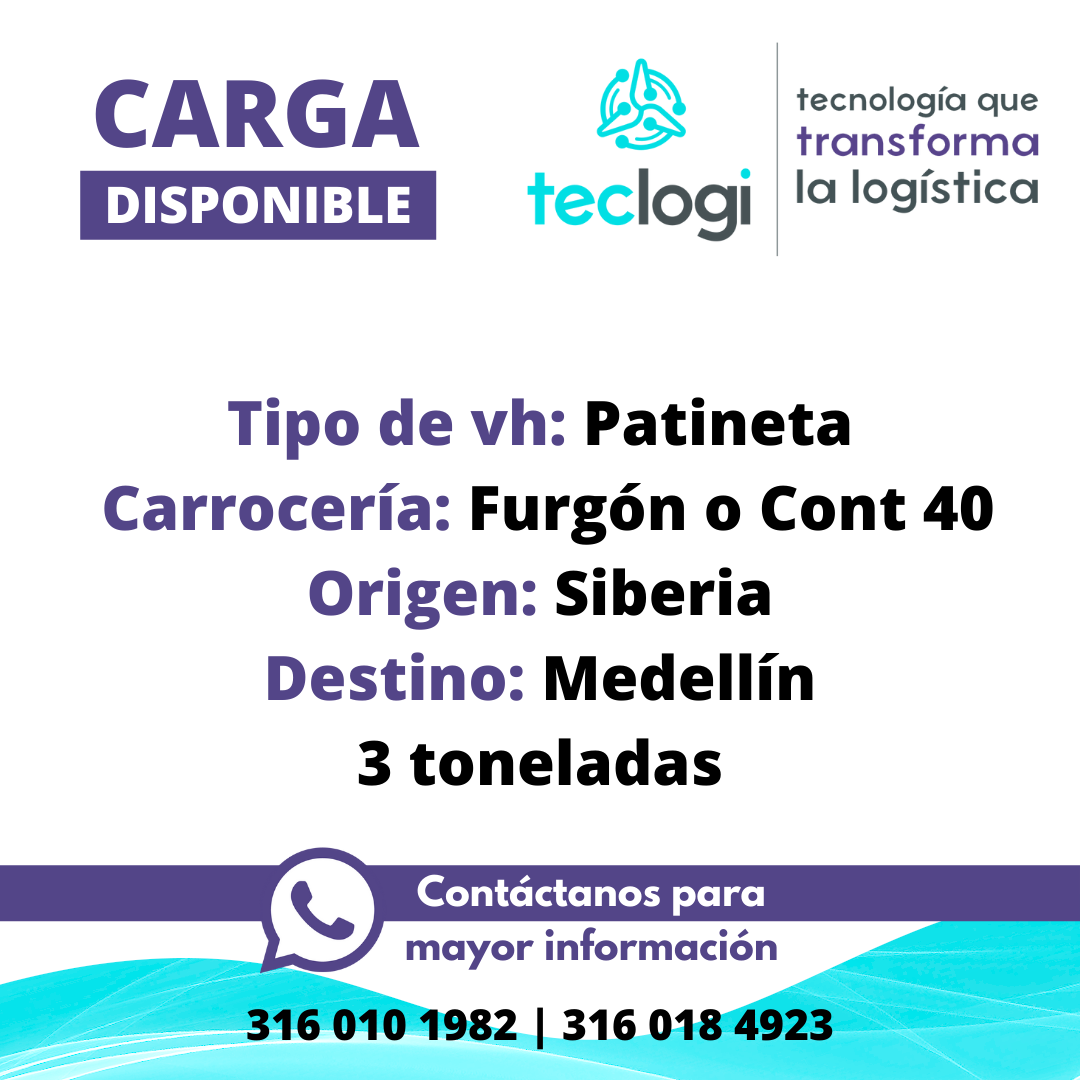 CARGA
DISPONIBLE
teclogi
tecnología que
transforma
la logística
Tipo de vh: Patineta
Carrocería: Furgón o Cont 40
Origen: Siberia
Destino: Medellín
3 toneladas
Contáctanos para
mayor información
316 010 1982 | 316 018 4923